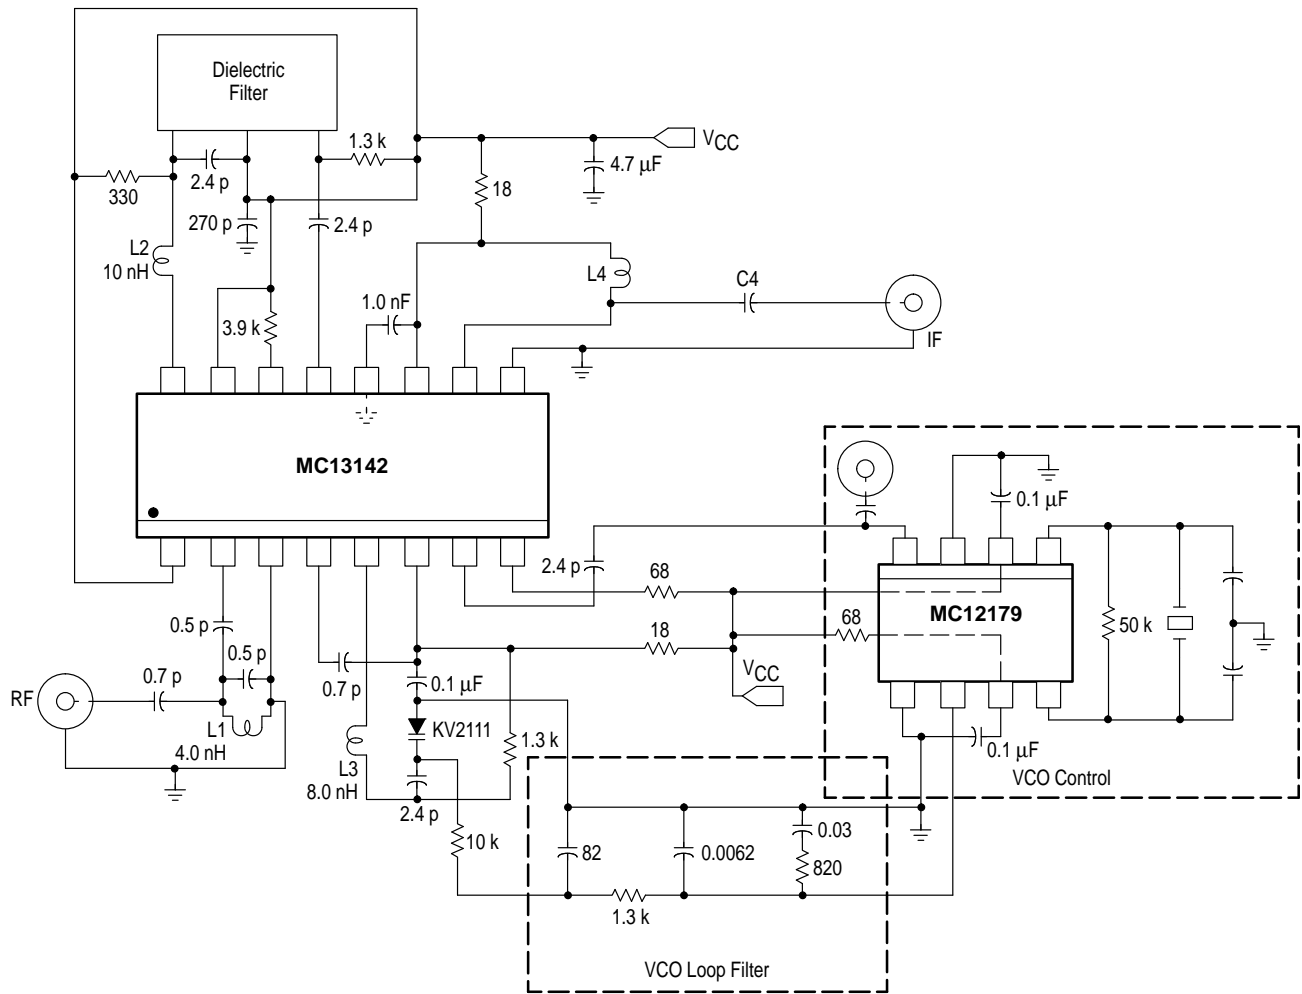 Dielectric
Filter
1.3 k
VCC
4.7 µF
330
2.4 p
18
270 p
2.4 p
L2
10 nH
L4
C4
1.0 nF
3.9 k
IF
MC13142
0.1 µF
2.4 p
68
MC12179
0.5 p
68
50 k
0.5 p
18
0.7 p
RF
0.7 p
0.1 µF
VCC
L1
4.0 nH
KV2111
1.3 k
0.1 µF
L3
8.0 nH
VCO Control
2.4 p
10 k
82
0.0062
0.03
820
1.3 k
VCO Loop Filter